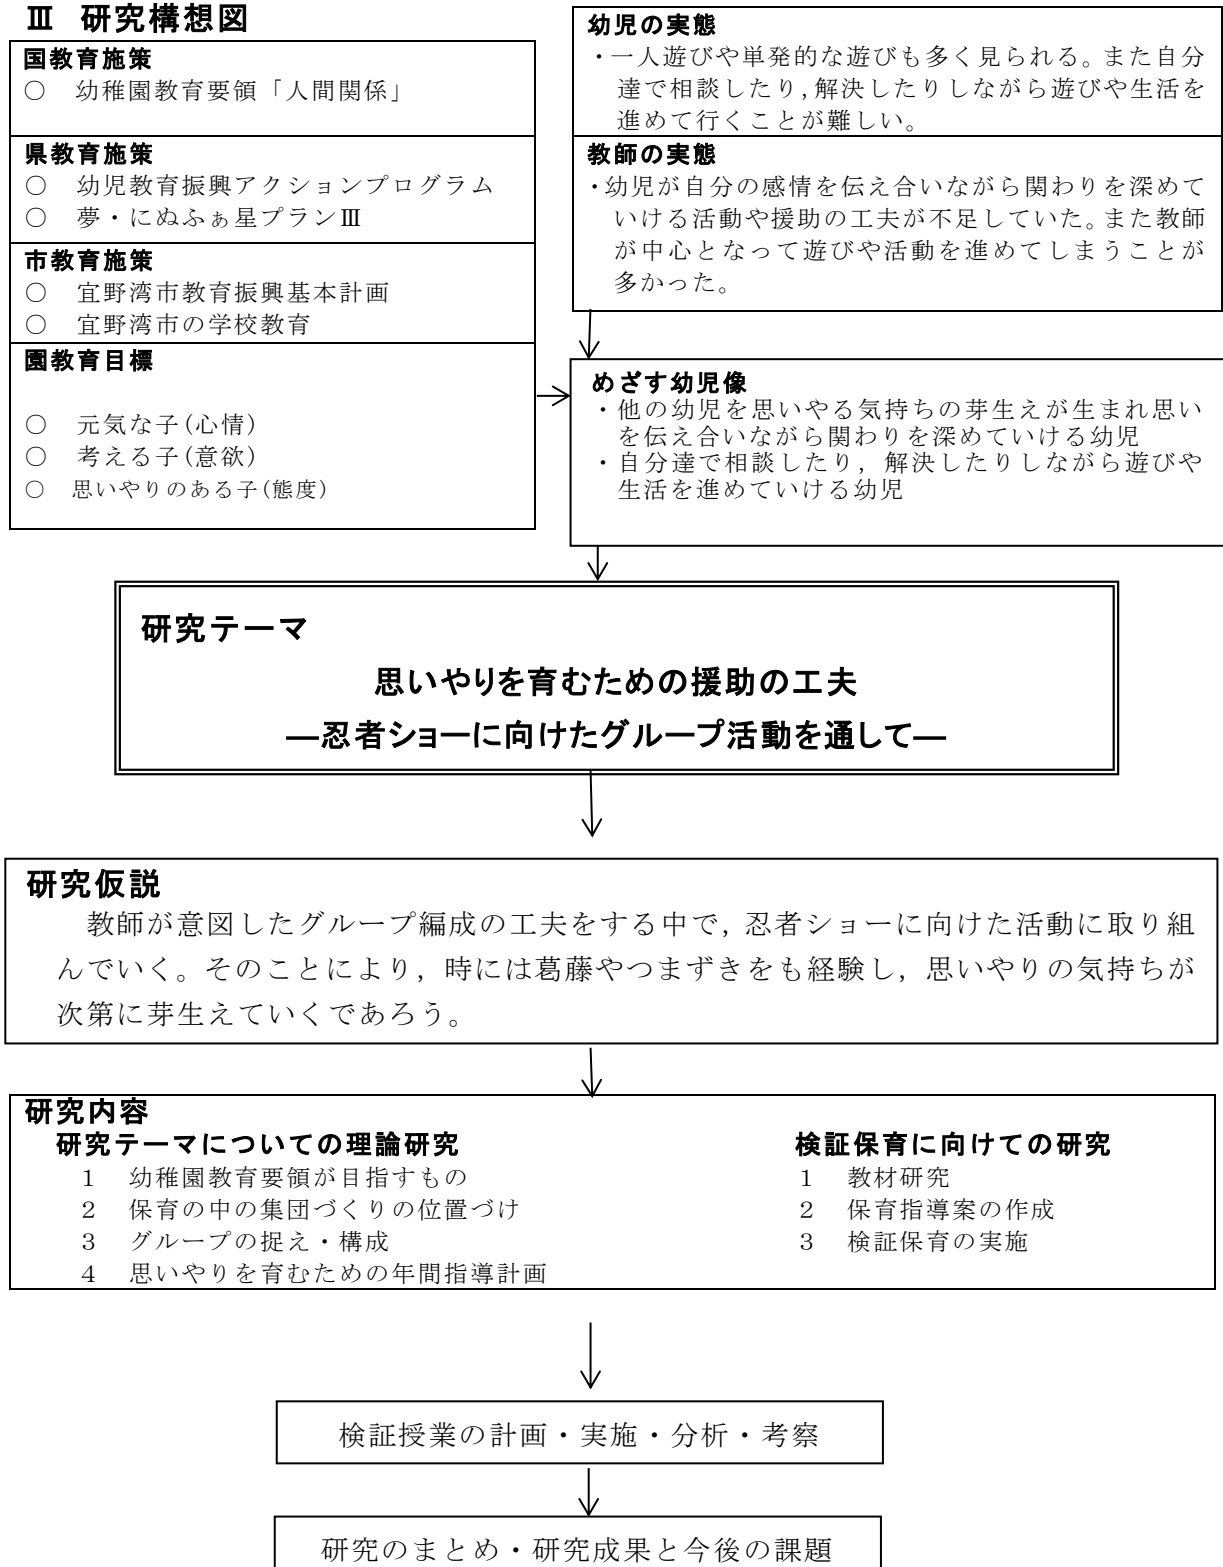 Ⅲ 研究構想図
国教育施策
○ 幼稚園教育要領「人間関係」
県教育施策
○ 幼児教育振興アクションプログラム
○ 夢・にぬふぁ星プランⅢ
市教育施策
○ 宜野湾市教育振興基本計画
○ 宜野湾市の学校教育
園教育目標
○ 元気な子(心情)
○ 考える子(意欲)
○ 思いやりのある子(態度)
幼児の実態
・一人遊びや単発的な遊びも多く見られる。また自分
達で相談したり,解決したりしながら遊びや生活を
進めて行くことが難しい。
教師の実態
・幼児が自分の感情を伝え合いながら関わりを深めて
いける活動や援助の工夫が不足していた。また教師
が中心となって遊びや活動を進めてしまうことが
多かった。
めざす幼児像
・他の幼児を思いやる気持ちの芽生えが生まれ思い
を伝え合いながら関わりを深めていける幼児
・自分達で相談したり，解決したりしながら遊びや
生活を進めていける幼児
研究テーマ
思いやりを育むための援助の工夫
―忍者ショーに向けたグループ活動を通して―
研究仮説
教師が意図したグループ編成の工夫をする中で,忍者ショーに向けた活動に取り組
んでいく。そのことにより，時には葛藤やつまずきをも経験し，思いやりの気持ちが
次第に芽生えていくであろう。
研究内容
研究テーマについての理論研究
1 幼稚園教育要領が目指すもの
2 保育の中の集団づくりの位置づけ
3 グループの捉え・構成
4 思いやりを育むための年間指導計画
検証保育に向けての研究
1 教材研究
2 保育指導案の作成
3 検証保育の実施
検証授業の計画・実施・分析・考察
研究のまとめ・研究成果と今後の課題